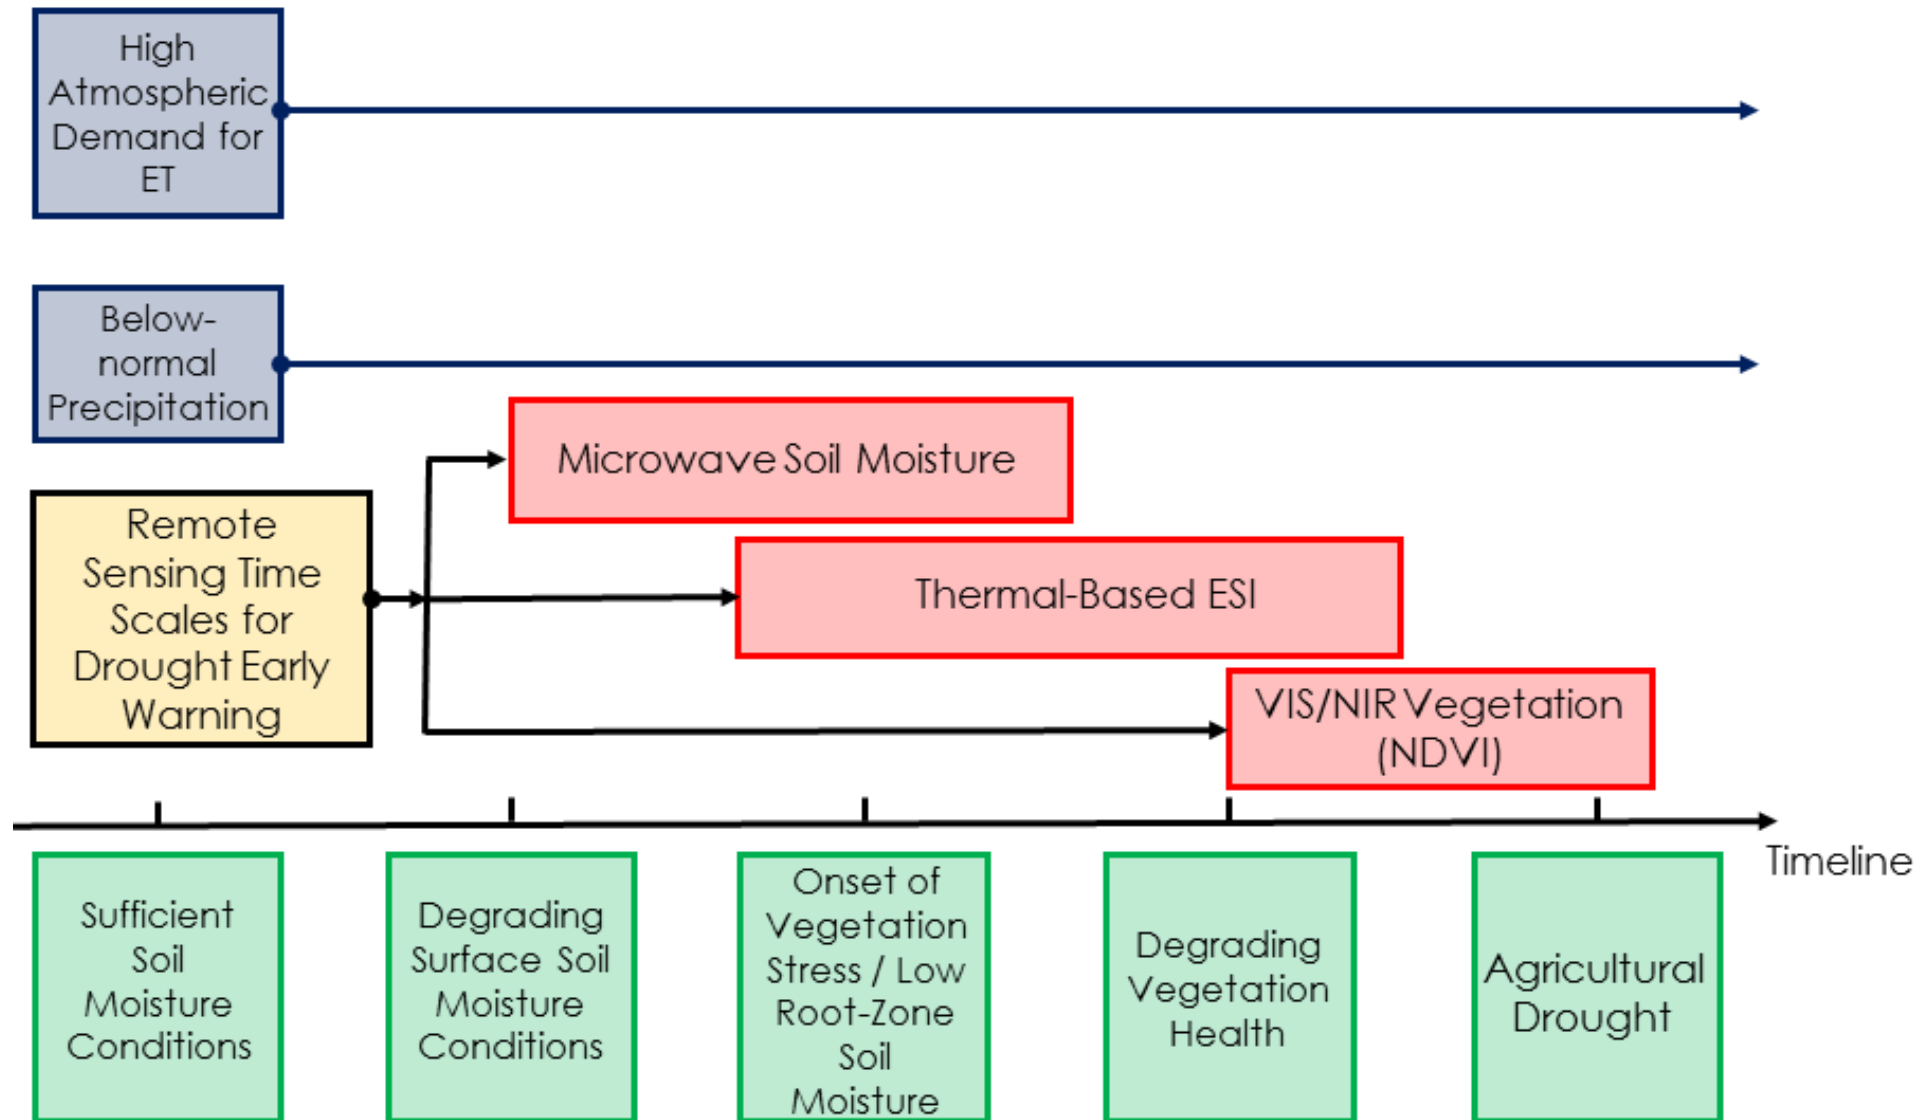 High
Atmospheric
Demand for
ET
Below-
normal
Precipitation
Microwave Soil Moisture
Remote
Sensing Time
Scales for
Drought Early
Warning
Thermal-Based ESI
VIS/NIR Vegetation
(NDVI)
Timeline
Sufficient
Soil
Moisture
Conditions
Degrading
Surface Soil
Moisture
Conditions
Onset of
Vegetation
Stress / Low
Root-Zone
Soil
Moisture
Degrading
Vegetation
Health
Agricultural
Drought